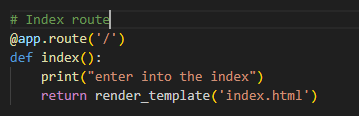 # Index route
@app.route('/')
def index():
    print("enter into the index")
    return render_template('index.html')